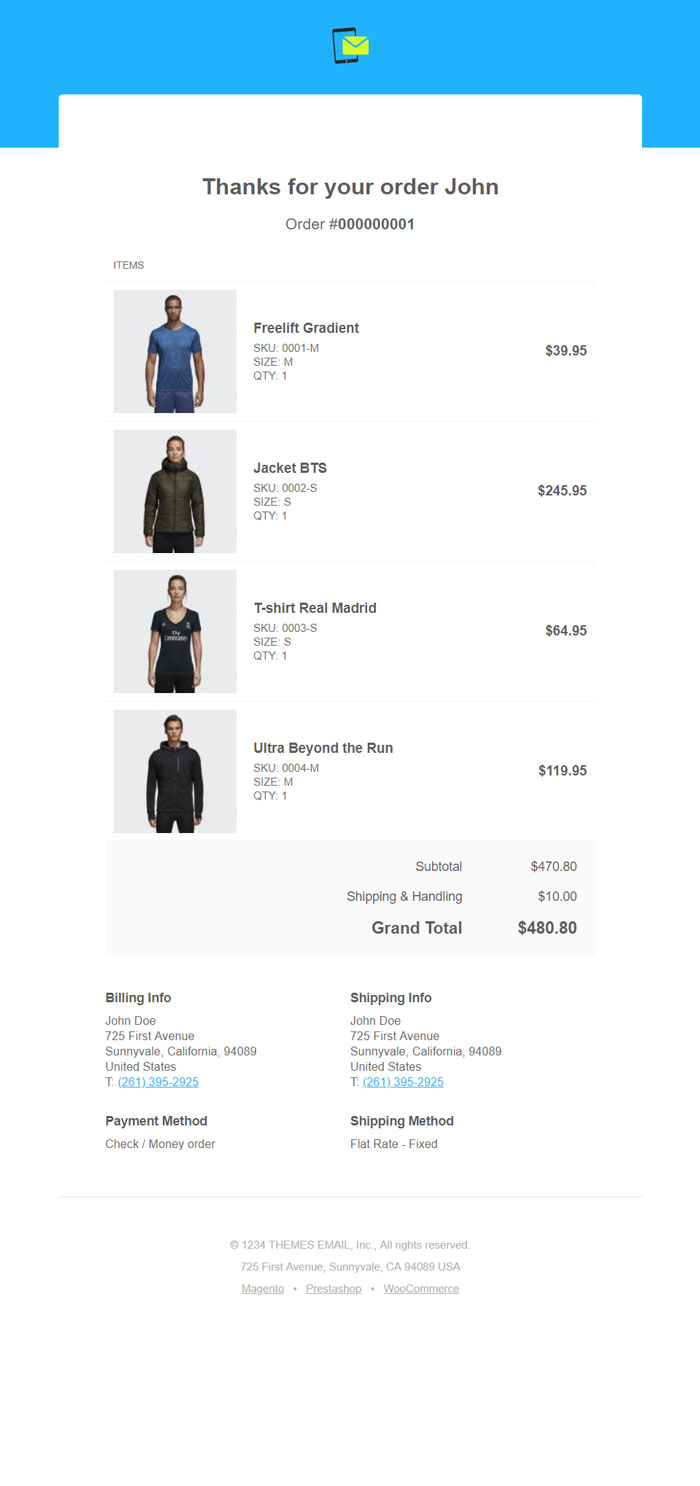 Thanks for your order John
Order #000000001
ITEMS
Freelift Gradient
SKU: 0001-M
SIZE: M
QTY: 1
$39.95
Jacket BTS
SKU: 0002-S
SIZE: S
QTY: 1
$245.95
T-shirt Real Madrid
SKU: 0003-S
SIZE: S
QTY: 1
$64.95
Fly
Emirates
Ultra Beyond the Run
SKU: 0004-M
SIZE: M
QTY: 1
$119.95
Subtotal $470.80
Shipping & Handling $10.00
Grand Total $480.80
Billing Info
John Doe
725 First Avenue
Sunnyvale, California, 94089
United States
T: (261) 395-2925
Shipping Info
John Doe
725 First Avenue
Sunnyvale, California, 94089
United States
T: (261) 395-2925
Payment Method
Check / Money order
Shipping Method
Flat Rate - Fixed
© 1234 THEMES EMAIL, Inc., All rights reserved.
725 First Avenue, Sunnyvale, CA 94089 USA
Magento • Prestashop • WooCommerce